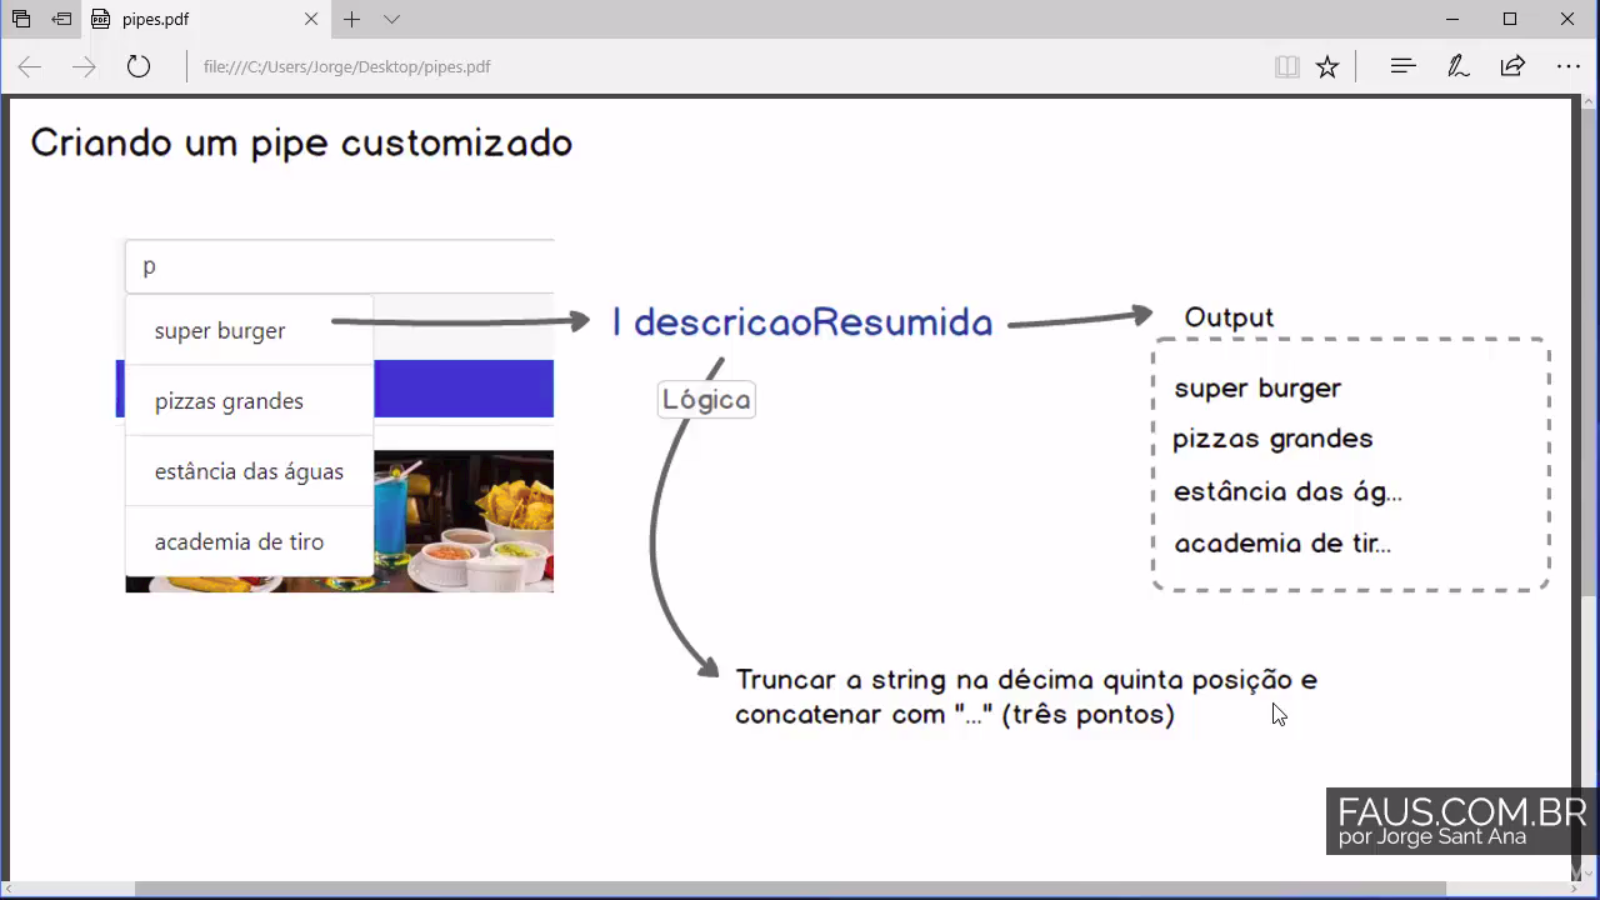 pipes.pdf
file:///C:/Users/Jorge/Desktop/pipes.pdf
Criando um pipe customizado
p
super burger
pizzas grandes
estância das águas
academia de tiro
| descricaoResumida
Lógica
Output
super burger
pizzas grandes
estância das ág...
academia de tir...
Truncar a string na décima quinta posição e
concatenar com "..." (três pontos)
FAUS.COM.BR
por Jorge Sant Ana